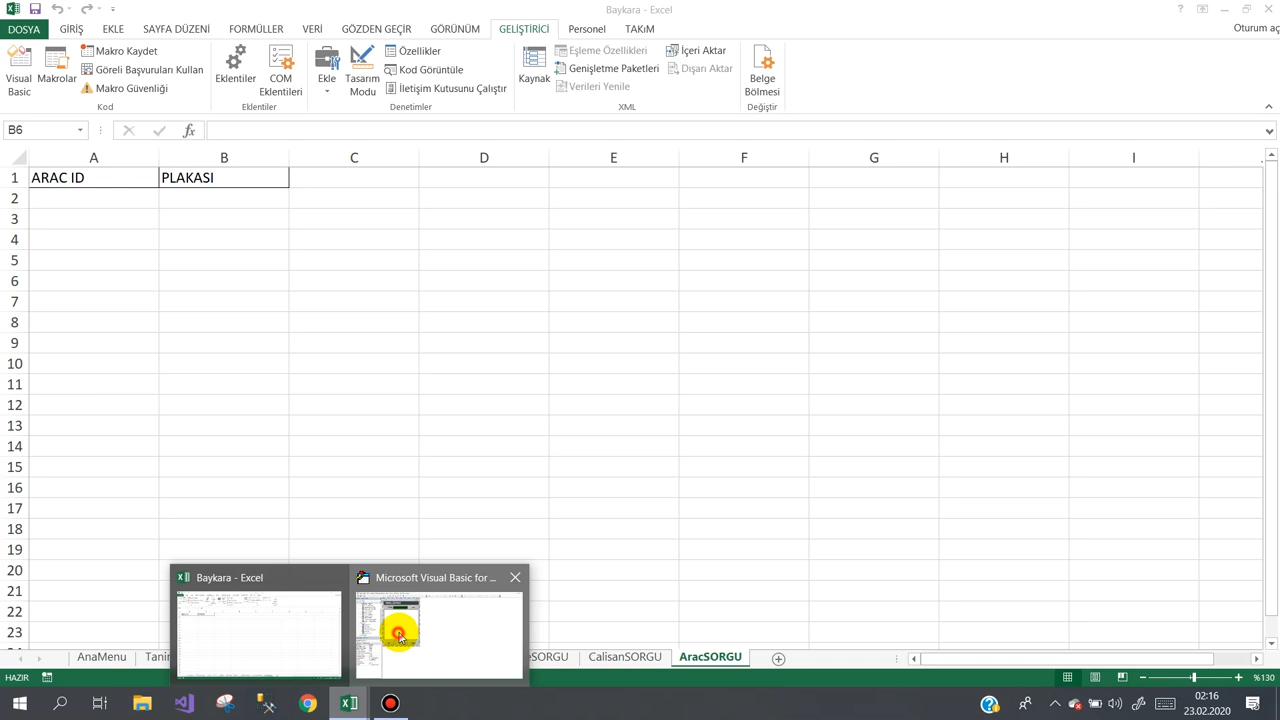 Baykara - Excel
DOSYA GİRİŞ EKLE SAYFA DÜZENİ FORMÜLLER VERİ GÖZDEN GEÇİR GÖRÜNÜM GELİŞTİRİCİ Personel TAKIM Oturum aç
Visual Basic
Makrolar
Makro Kaydet
Göreli Başvuruları Kullan
Makro Güvenliği
Kod
Eklentiler
COM Eklentileri
Eklentiler
Ekle
Tasarım Modu
Özellikler
Kod Görüntüle
İletişim Kutusunu Çalıştır
Denetimler
Kaynak
Eşleme Özellikleri
Genişletme Paketleri
Verileri Yenile
İçeri Aktar
Dışarı Aktar
XML
Belge Bölmesi
Değiştir
B6 fx
A B C D E F G H I
1 ARAC ID PLAKASI
2
3
4
5
6
7
8
9
10
11
12
13
14
15
16
17
18
19
20
21
22
23
Baykara - Excel
Microsoft Visual Basic for ...
AnaMenu CalisanSORGU AracSORGU
HAZIR %130
02:16
23.02.2020